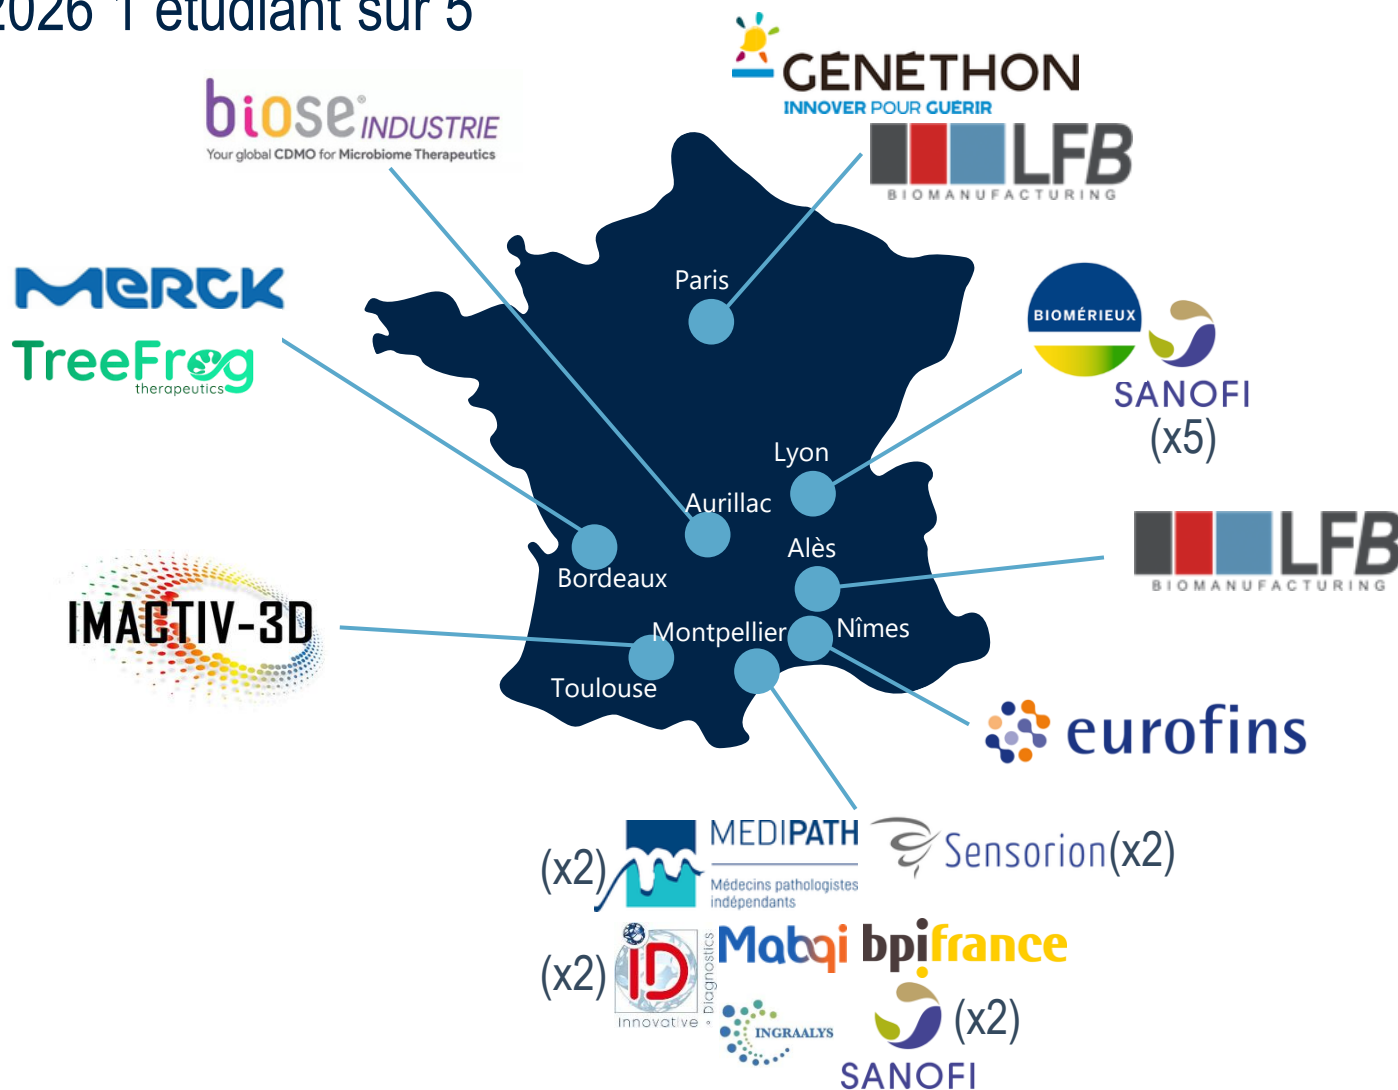 2026 1 étudiant sur 5
GÉNÉTHON
INNOVER POUR GUÉRIR
biose® INDUSTRIE
Your global CDMO for Microbiome Therapeutics
LFB
BIOMANUFACTURING
MERCK
TreeFrog
therapeutics
Paris
BIOMÉRIEUX
SANOFI
(x5)
Lyon
Aurillac
Alès
LFB
BIOMANUFACTURING
Bordeaux
IMACTIV-3D
Montpellier
Nîmes
Toulouse
eurofins
(x2)
MEDIPATH
Médecins pathologistes
indépendants
Sensorion (x2)
(x2)
iD
Innovative • Diagnostics
Mabqi
bpifrance
INGRAALYS
SANOFI
(x2)